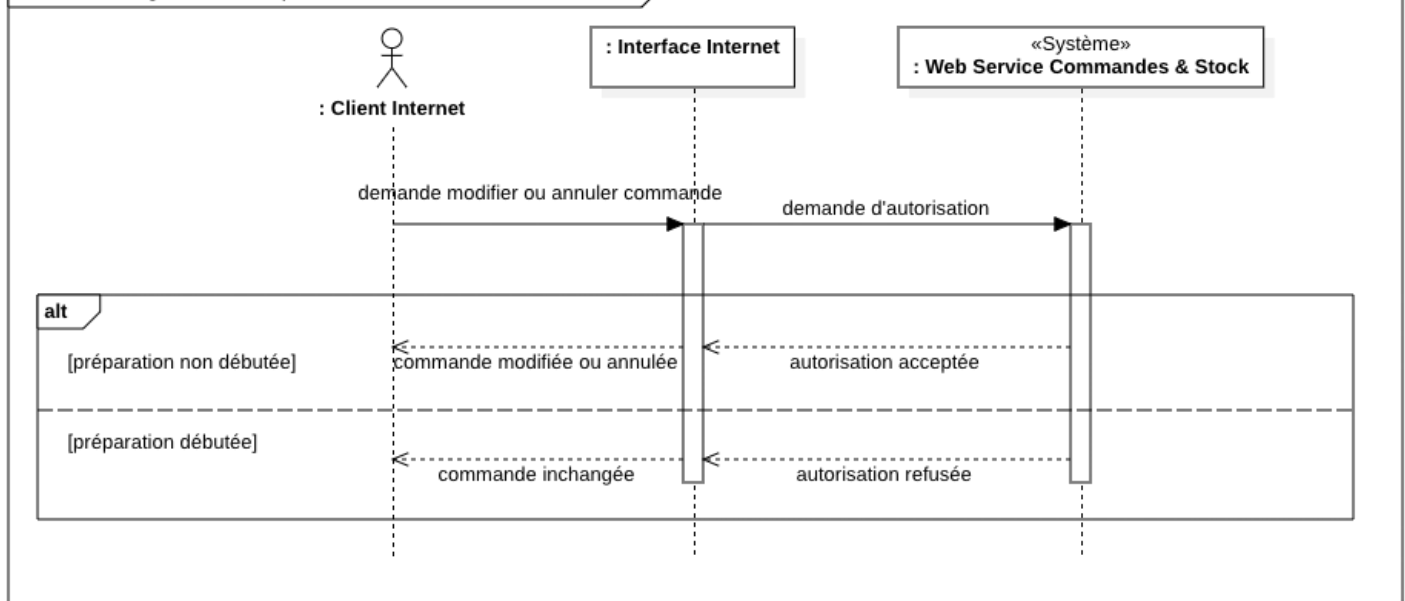 «Système»
: Interface Internet
: Web Service Commandes & Stock
: Client Internet
demande modifier ou annuler commande
demande d'autorisation
alt
[préparation non débutée]
commande modifiée ou annulée
autorisation acceptée
[préparation débutée]
commande inchangée
autorisation refusée